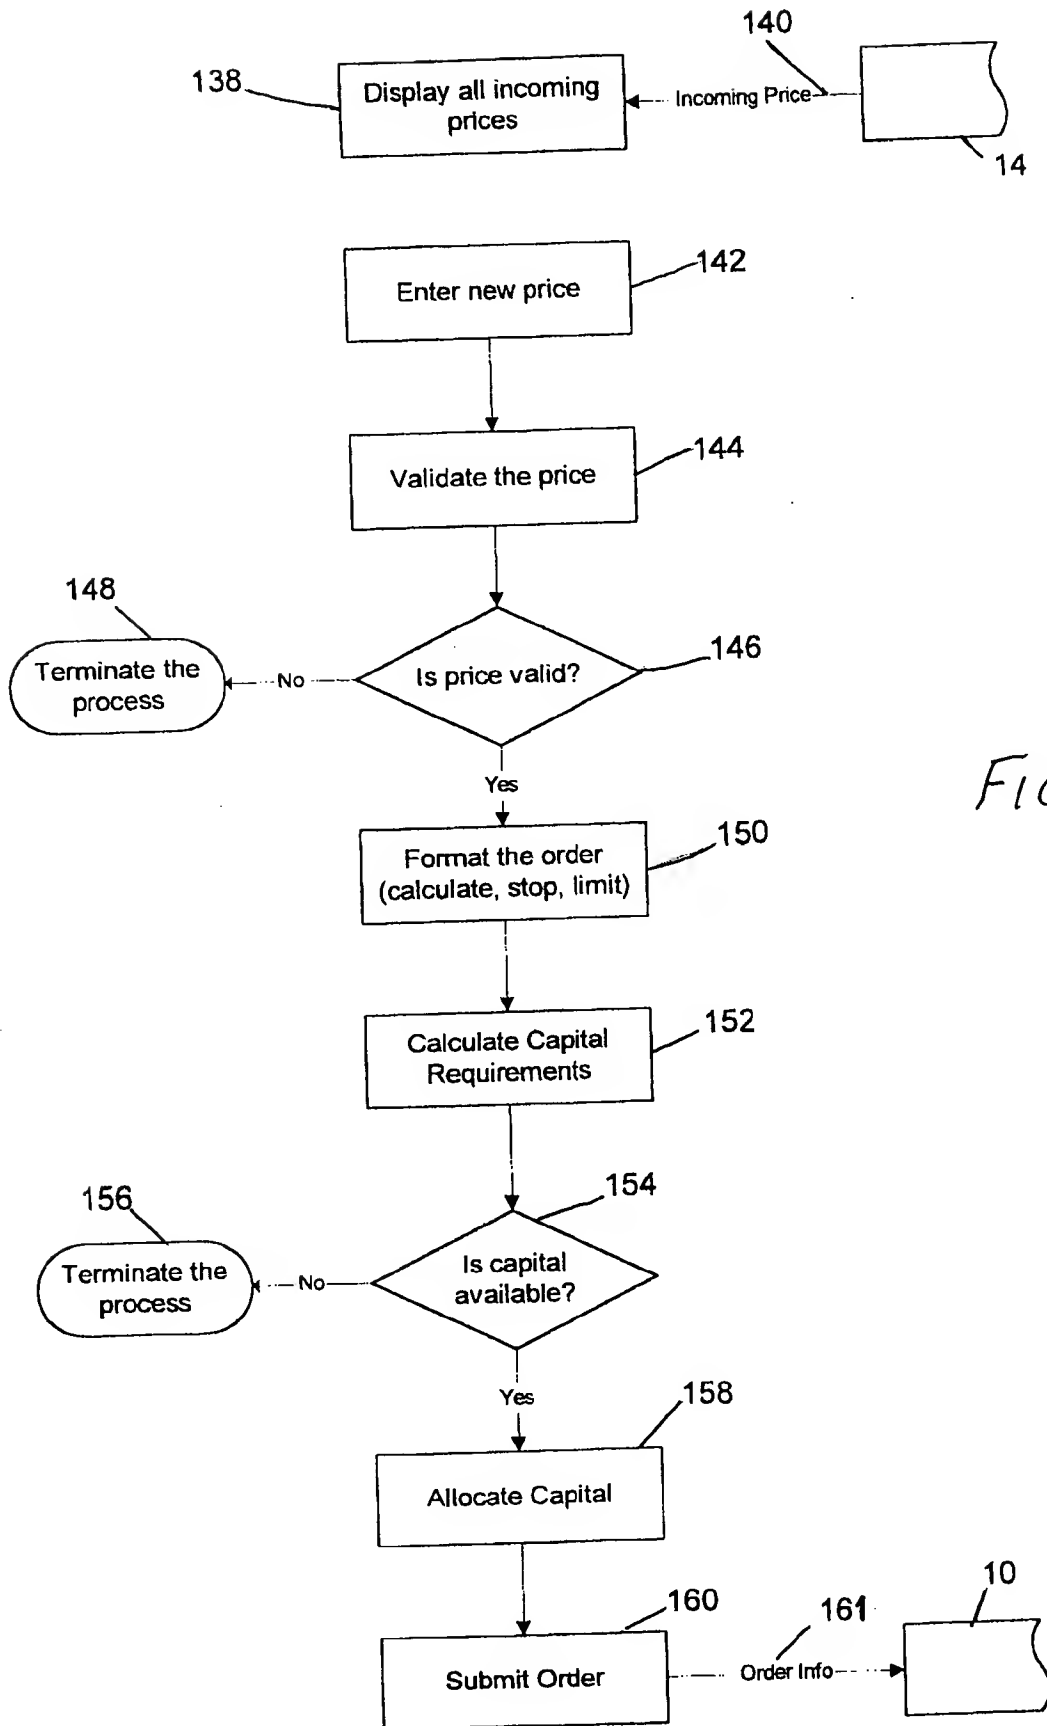 140
138
Display all incoming
prices
Incoming Price
14
142
Enter new price
144
Validate the price
148
146
Terminate the
process
No
Is price valid?
Yes
150
Format the order
(calculate, stop, limit)
152
Calculate Capital
Requirements
154
156
Terminate the
process
No
Is capital
available?
Yes
158
Allocate Capital
160
161
10
Submit Order
Order Info